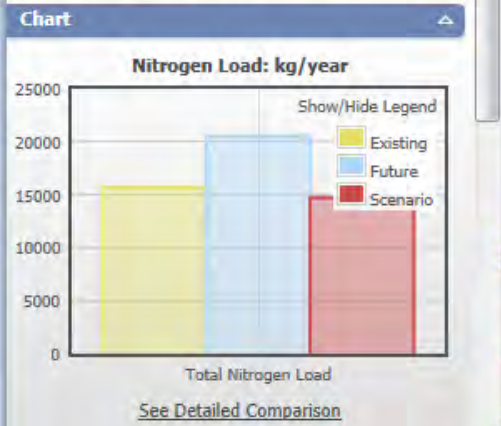 Chart
Nitrogen Load: kg/year
25000
20000
15000
10000
5000
0
Show/Hide Legend
Existing
Future
Scenario
Total Nitrogen Load
See Detailed Comparison